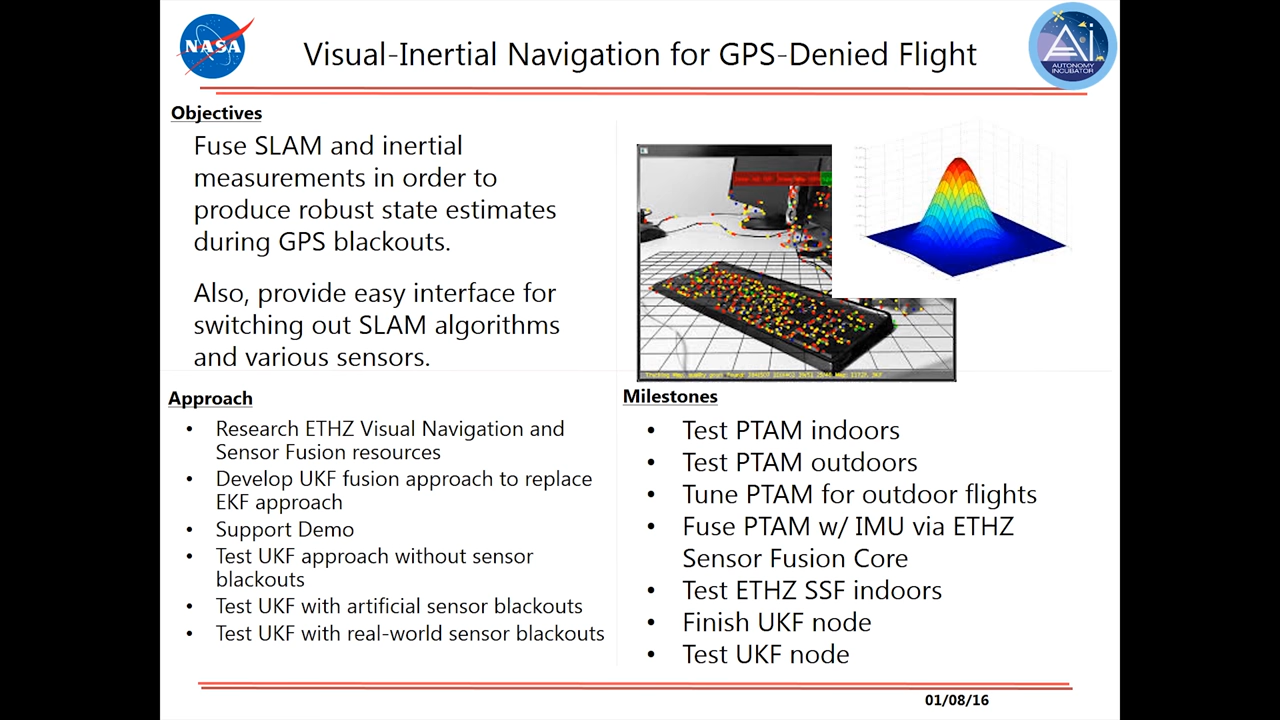 NASA
Visual-Inertial Navigation for GPS-Denied Flight
Ai
AUTONOMY
INCUBATOR
Objectives
Fuse SLAM and inertial
measurements in order to
produce robust state estimates
during GPS blackouts.
Also, provide easy interface for
switching out SLAM algorithms
and various sensors.
Approach
• Research ETHZ Visual Navigation and
Sensor Fusion resources
• Develop UKF fusion approach to replace
EKF approach
• Support Demo
• Test UKF approach without sensor
blackouts
• Test UKF with artificial sensor blackouts
• Test UKF with real-world sensor blackouts
Milestones
• Test PTAM indoors
• Test PTAM outdoors
• Tune PTAM for outdoor flights
• Fuse PTAM w/ IMU via ETHZ
Sensor Fusion Core
• Test ETHZ SSF indoors
• Finish UKF node
• Test UKF node
01/08/16